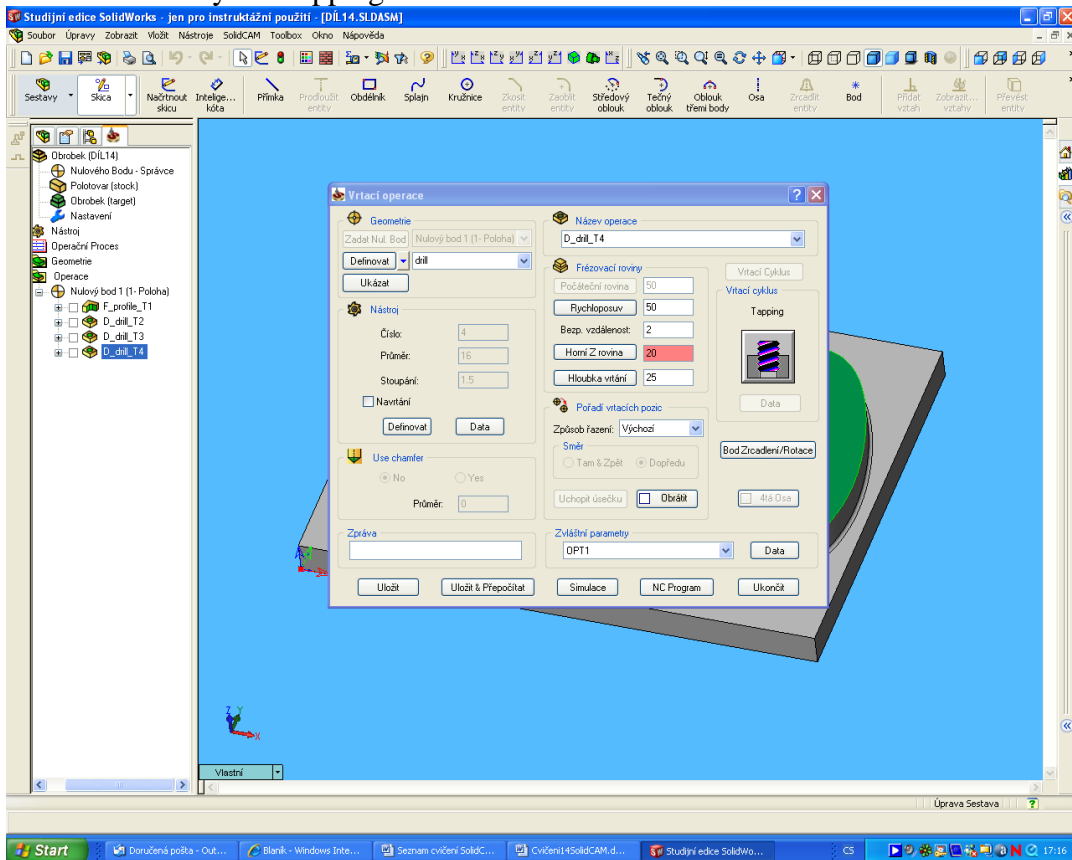 Studijní edice SolidWorks - jen pro instruktážní použití - [DÍL14.SLDASM]
Soubor Úpravy Zobrazit Vložit Nástroje SolidCAM Toolbox Okno Nápověda
Sestavy Skica Načrtnout skicu Intelige... kóta Přímka Prodloužit entity Obdélník Splajn Kružnice Zkosit entity Zaoblit entity Středový oblouk Tečný oblouk Oblouk třemi body Osa Zrcadlit entity Bod Přidat vztah Zobrazit... vztahy Převést entity
Obrobek (DÍL14)
Nulového Bodu - Správce
Polotovar (stock)
Obrobek (target)
Nastavení
Nástroj
Operační Proces
Geometrie
Operace
Nulový bod 1 (1- Poloha)
F_profile_T1
D_drill_T2
D_drill_T3
D_drill_T4
Vrtací operace
Geometrie
Zadat Nul. Bod Nulový bod 1 (1- Poloha)
Definovat drill
Ukázat
Nástroj
Číslo: 4
Průměr: 16
Stoupání: 1.5
Navrtání
Definovat Data
Use chamfer
No Yes
Průměr: 0
Zpráva
Název operace
D_drill_T4
Frézovací roviny
Počáteční rovina 50
Rychloposuv 50
Bezp. vzdálenost: 2
Horní Z rovina 20
Hloubka vrtání 25
Pořadí vrtacích pozic
Způsob řazení: Výchozí
Směr
Tam & Zpět Dopředu
Uchopit úsečku Obrátit
Vrtací Cyklus
Vrtací cyklus
Tapping
Data
Bod Zrcadlení/Rotace
4tá Osa
Zvláštní parametry
OPT1 Data
Uložit Uložit & Přepočítat Simulace NC Program Ukončit
Z Y X
Vlastní
Úprava Sestava
Start Doručená pošta - Out... Blaník - Windows Inte... Seznam cvičení SolidC... Cvičení14SolidCAM.d... Studijní edice SolidWo... CS 17:16